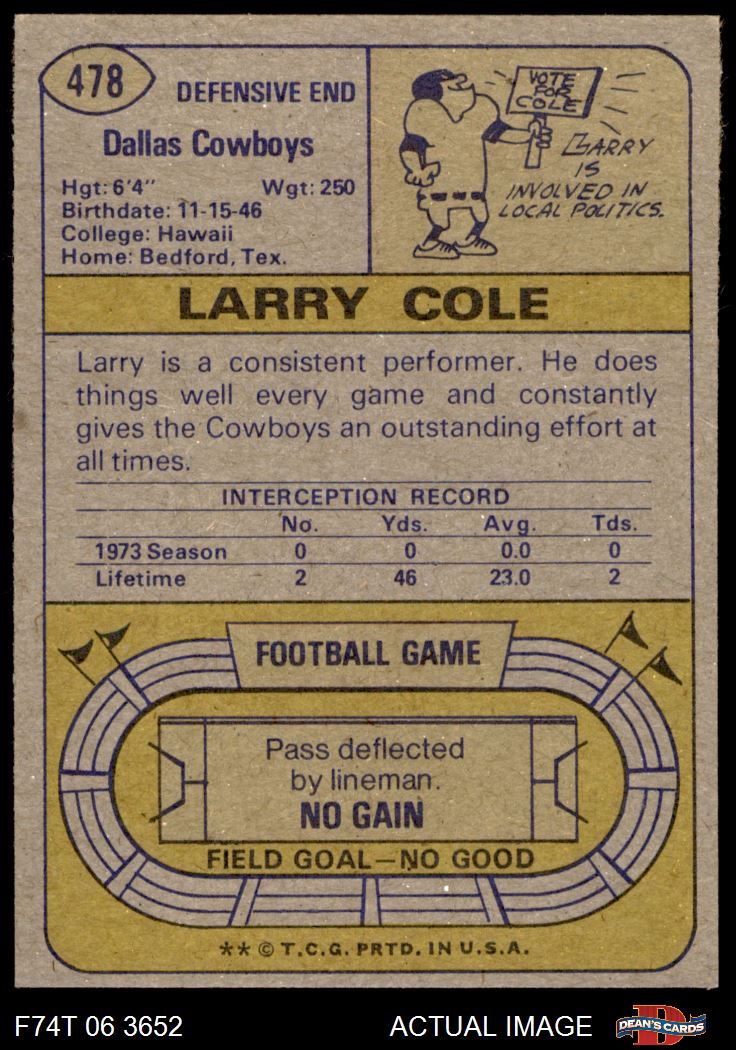 478
DEFENSIVE END
Dallas Cowboys
Hgt: 6'4" Wgt: 250
Birthdate: 11-15-46
College: Hawaii
Home: Bedford, Tex.
VOTE
FOR
COLE
LARRY
IS
INVOLVED IN
LOCAL POLITICS.
LARRY COLE
Larry is a consistent performer. He does
things well every game and constantly
gives the Cowboys an outstanding effort at
all times.
INTERCEPTION RECORD
No. Yds. Avg. Tds.
1973 Season 0 0 0.0 0
Lifetime 2 46 23.0 2
FOOTBALL GAME
Pass deflected
by lineman.
NO GAIN
FIELD GOAL—NO GOOD
** © T.C.G. PRTD. IN U.S.A.
F74T 06 3652 ACTUAL IMAGE
D
DEAN'S CARDS